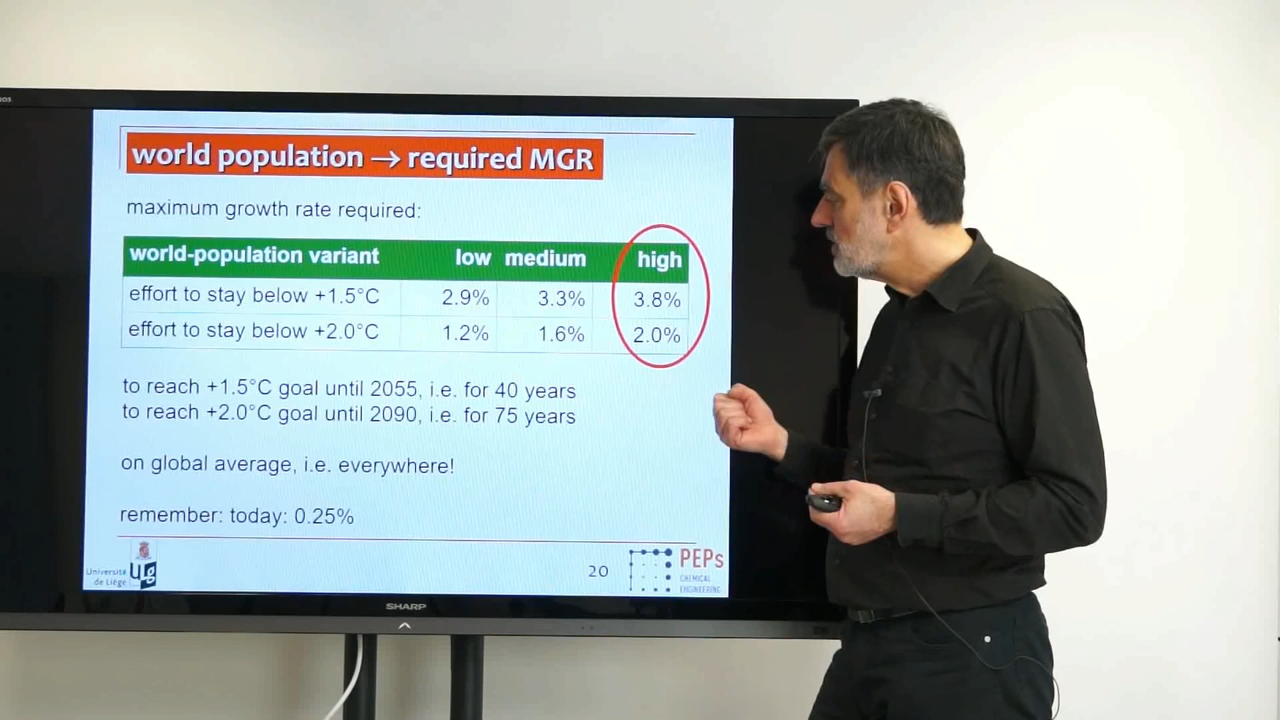 world population → required MGR
maximum growth rate required:
world-population variant low medium high
effort to stay below +1.5°C 2.9% 3.3% 3.8%
effort to stay below +2.0°C 1.2% 1.6% 2.0%
to reach +1.5°C goal until 2055, i.e. for 40 years
to reach +2.0°C goal until 2090, i.e. for 75 years
on global average, i.e. everywhere!
remember: today: 0.25%
Université
de Liège
20
PEPs
CHEMICAL
ENGINEERING
SHARP